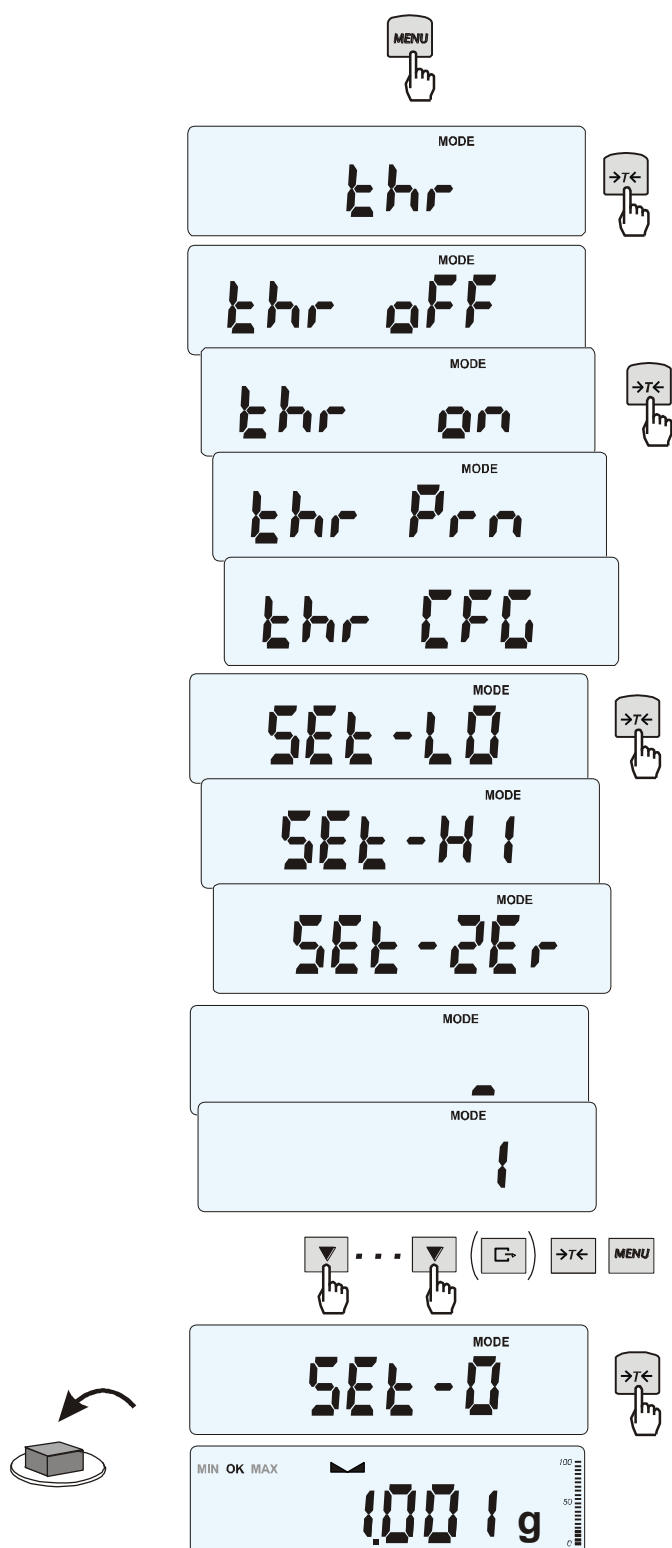 MENU
MODE
thr
→T←
MODE
thr oFF
MODE
thr on
→T←
MODE
thr Prn
thr CFG
MODE
SEt-LO
→T←
MODE
SEt-HI
MODE
SEt-2Er
MODE
-
MODE
1
▼ ... ▼ ( ) →T← MENU
MODE
SEt-0
→T←
MIN OK MAX
1.001 g
100
50
0